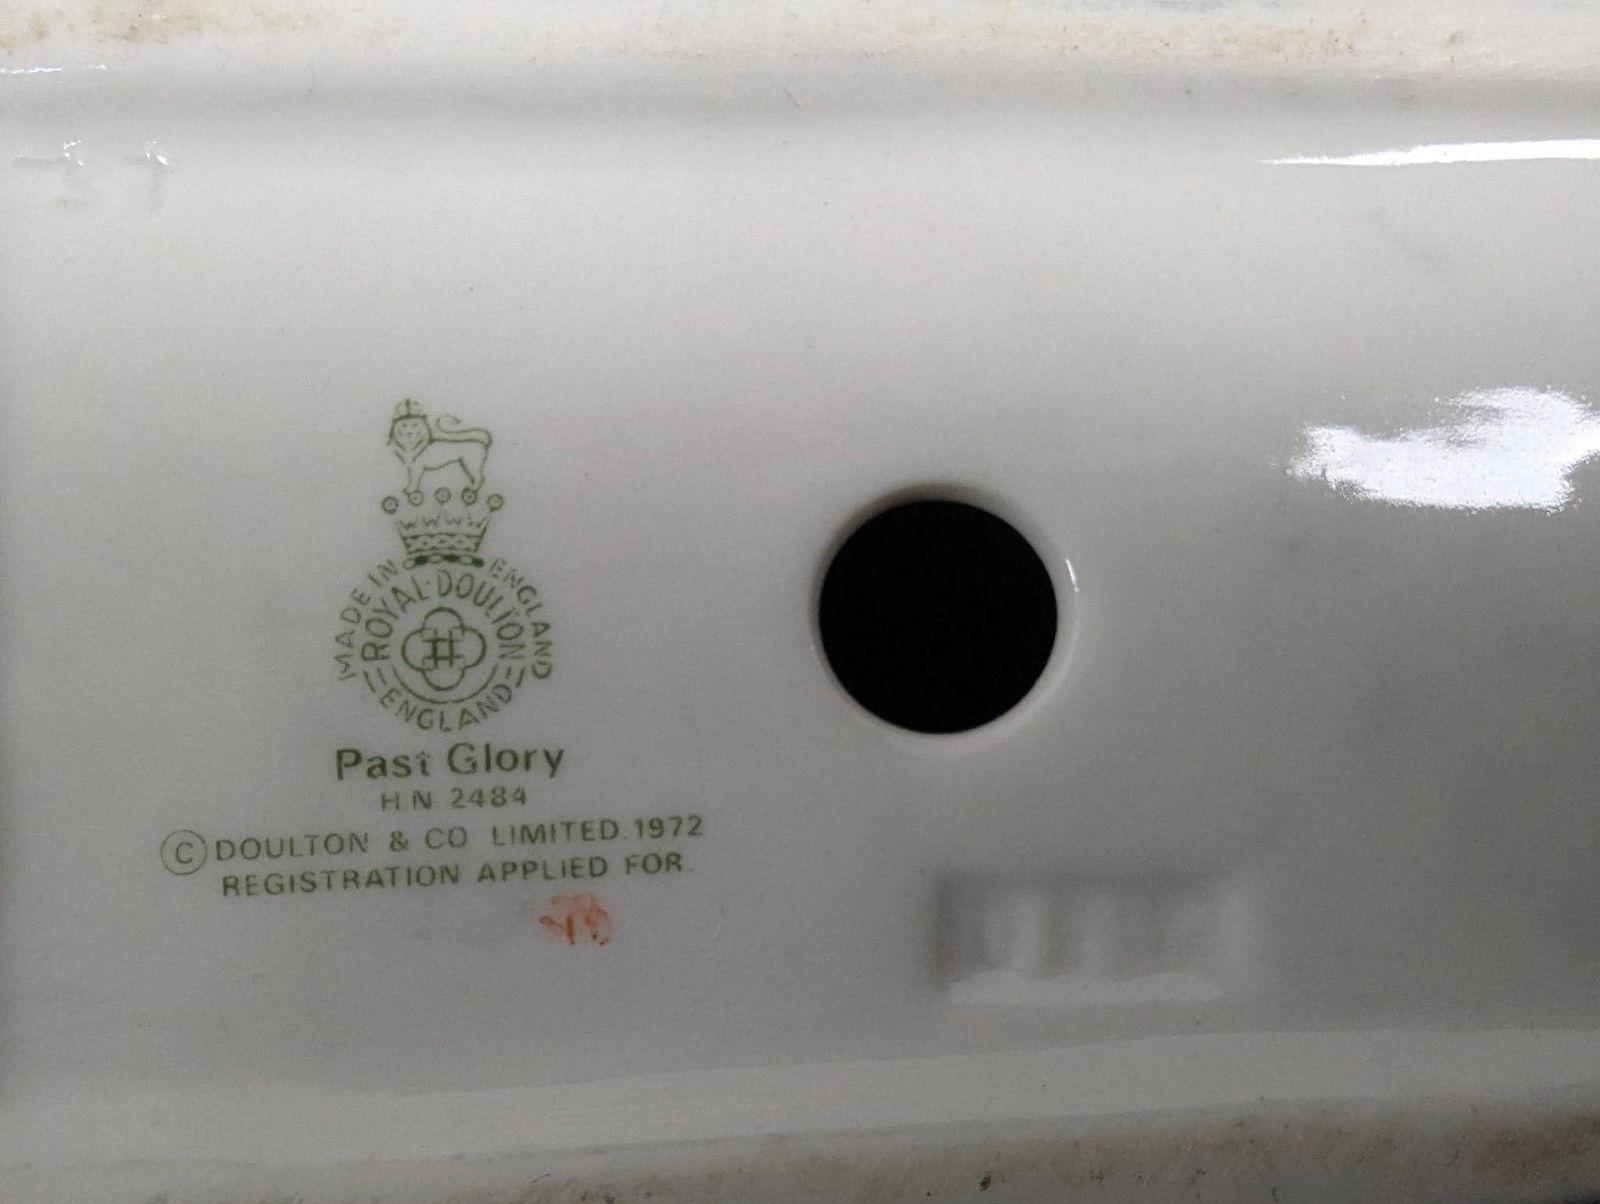 MADE IN ENGLAND
ROYAL·DOULTON
ENGLAND
Past Glory
H.N. 2484
© DOULTON & CO LIMITED.1972
REGISTRATION APPLIED FOR.